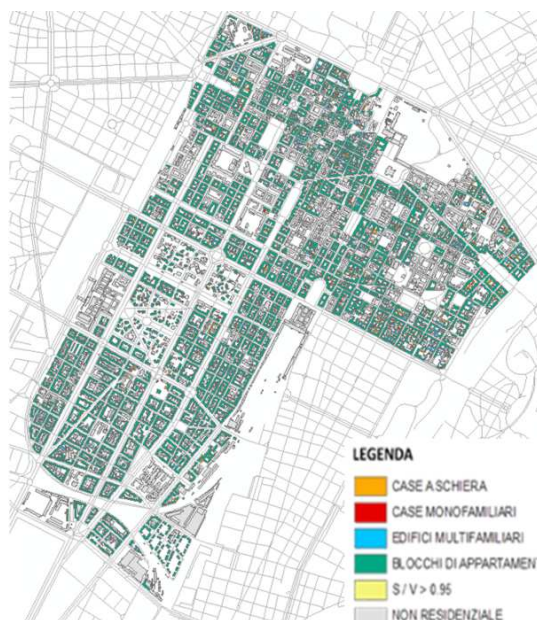 LEGENDA
CASE A SCHIERA
CASE MONOFAMILIARI
EDIFICI MULTIFAMILIARI
BLOCCHI DI APPARTAMEN
S / V > 0.95
NON RESIDENZIALE